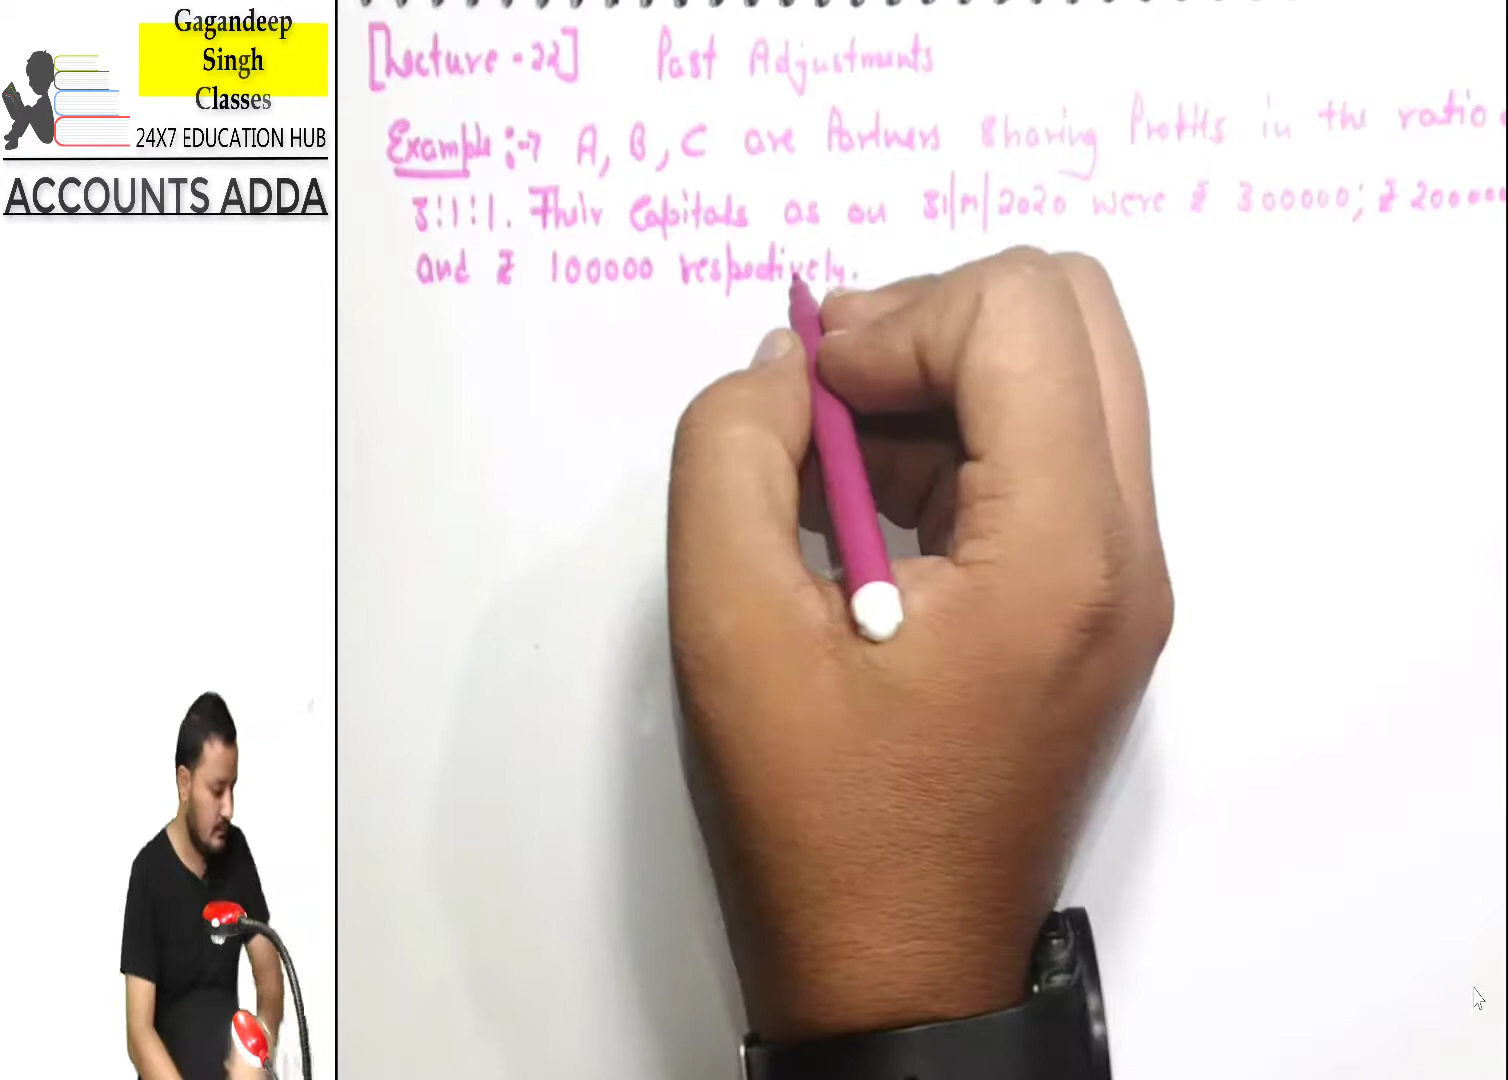 Gagandeep
Singh
Classes
24X7 EDUCATION HUB
ACCOUNTS ADDA
[Lecture - 22] Past Adjustments
Example :-> A, B, C are Partners sharing Profits in the ratio
3:1:1. Their Capitals as on 31/M/2020 were ₹ 300000; ₹ 200000
and ₹ 100000 respectively.